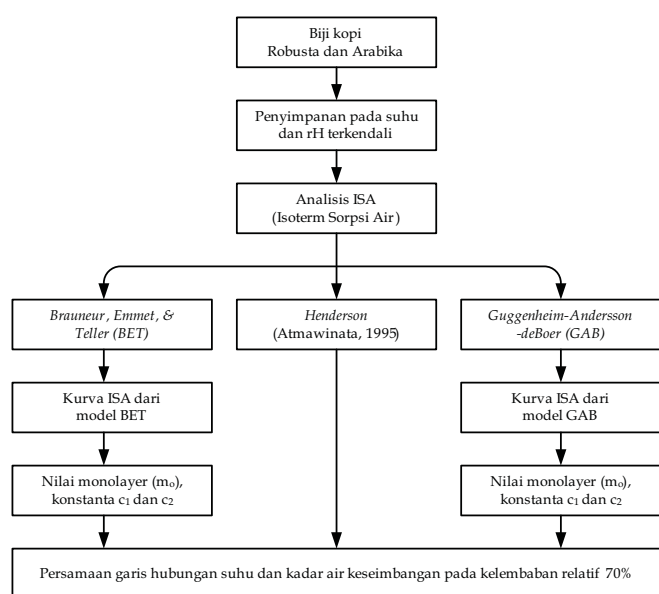 Biji kopi
Robusta dan Arabika
Penyimpanan pada suhu
dan rH terkendali
Analisis ISA
(Isoterm Sorpsi Air)
Brauneur, Emmet, &
Teller (BET)
Henderson
(Atmawinata, 1995)
Guggenheim-Andersson
-deBoer (GAB)
Kurva ISA dari
model BET
Kurva ISA dari
model GAB
Nilai monolayer (mo),
konstanta c1 dan c2
Nilai monolayer (mo),
konstanta c1 dan c2
Persamaan garis hubungan suhu dan kadar air keseimbangan pada kelembaban relatif 70%